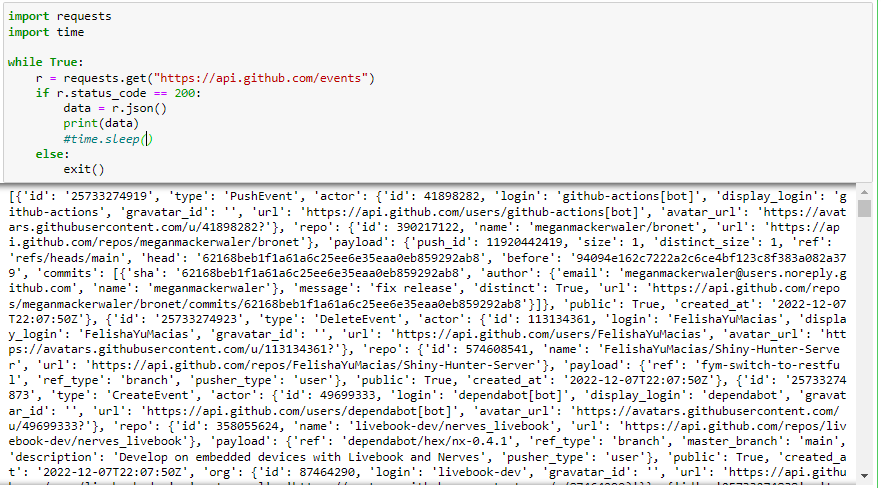 import requests
import time
while True:
r = requests.get("https://api.github.com/events")
if r.status_code == 200:
data = r.json()
print(data)
#time.sleep()
else:
exit()
[{'id': '25733274919', 'type': 'PushEvent', 'actor': {'id': 41898282, 'login': 'github-actions[bot]', 'display_login': 'g
ithub-actions', 'gravatar_id': '', 'url': 'https://api.github.com/users/github-actions[bot]', 'avatar_url': 'https://avat
ars.githubusercontent.com/u/41898282?'}, 'repo': {'id': 390217122, 'name': 'meganmackerwaler/bronet', 'url': 'https://ap
i.github.com/repos/meganmackerwaler/bronet'}, 'payload': {'push_id': 11920442419, 'size': 1, 'distinct_size': 1, 'ref':
'refs/heads/main', 'head': '62168beb1f1a61a6c25ee6e35eaa0eb859292ab8', 'before': '94094e162c7222a2c6ce4bf123c8f383a082a37
9', 'commits': [{'sha': '62168beb1f1a61a6c25ee6e35eaa0eb859292ab8', 'author': {'email': 'meganmackerwaler@users.noreply.g
ithub.com', 'name': 'meganmackerwaler'}, 'message': 'fix release', 'distinct': True, 'url': 'https://api.github.com/repo
s/meganmackerwaler/bronet/commits/62168beb1f1a61a6c25ee6e35eaa0eb859292ab8'}]}, 'public': True, 'created_at': '2022-12-07
T22:07:50Z'}, {'id': '25733274923', 'type': 'DeleteEvent', 'actor': {'id': 113134361, 'login': 'FelishaYuMacias', 'displa
y_login': 'FelishaYuMacias', 'gravatar_id': '', 'url': 'https://api.github.com/users/FelishaYuMacias', 'avatar_url': 'htt
ps://avatars.githubusercontent.com/u/113134361?'}, 'repo': {'id': 574608541, 'name': 'FelishaYuMacias/Shiny-Hunter-Serve
r', 'url': 'https://api.github.com/repos/FelishaYuMacias/Shiny-Hunter-Server'}, 'payload': {'ref': 'fym-switch-to-restfu
l', 'ref_type': 'branch', 'pusher_type': 'user'}, 'public': True, 'created_at': '2022-12-07T22:07:50Z'}, {'id': '25733274
873', 'type': 'CreateEvent', 'actor': {'id': 49699333, 'login': 'dependabot[bot]', 'display_login': 'dependabot', 'gravat
ar_id': '', 'url': 'https://api.github.com/users/dependabot[bot]', 'avatar_url': 'https://avatars.githubusercontent.com/
u/49699333?'}, 'repo': {'id': 358055624, 'name': 'livebook-dev/nerves_livebook', 'url': 'https://api.github.com/repos/liv
ebook-dev/nerves_livebook'}, 'payload': {'ref': 'dependabot/hex/nx-0.4.1', 'ref_type': 'branch', 'master_branch': 'main',
'description': 'Develop on embedded devices with Livebook and Nerves', 'pusher_type': 'user'}, 'public': True, 'created_a
t': '2022-12-07T22:07:50Z', 'org': {'id': 87464290, 'login': 'livebook-dev', 'gravatar_id': '', 'url': 'https://api.githu